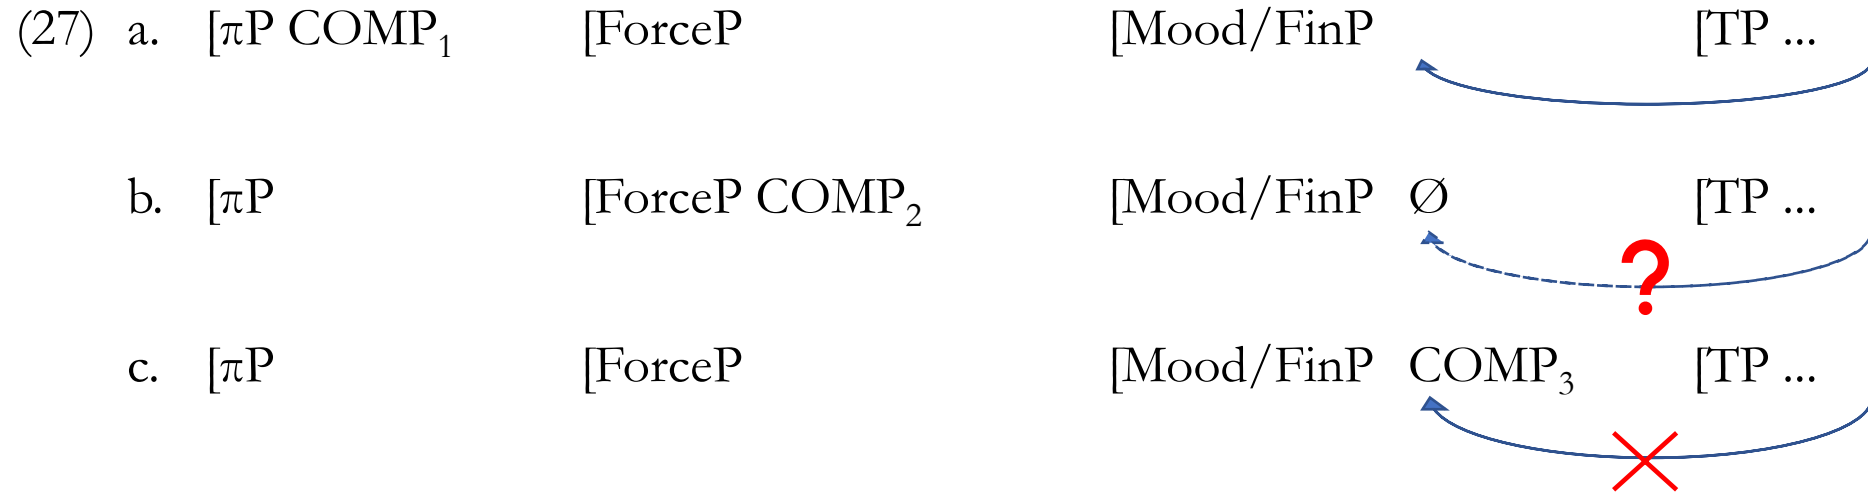 (27) a. [πP COMP₁ [ForceP [Mood/FinP [TP ...
b. [πP [ForceP COMP₂ [Mood/FinP Ø [TP ...
?
c. [πP [ForceP [Mood/FinP COMP₃ [TP ...